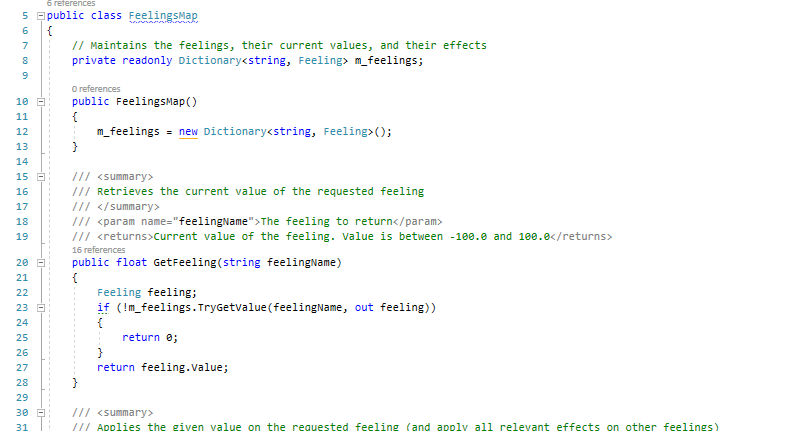 6 references
5 public class FeelingsMap
6 {
7 // Maintains the feelings, their current values, and their effects
8 private readonly Dictionary<string, Feeling> m_feelings;
9
0 references
10 public FeelingsMap()
11 {
12 m_feelings = new Dictionary<string, Feeling>();
13 }
14
15 /// <summary>
16 /// Retrieves the current value of the requested feeling
17 /// </summary>
18 /// <param name="feelingName">The feeling to return</param>
19 /// <returns>Current value of the feeling. Value is between -100.0 and 100.0</returns>
16 references
20 public float GetFeeling(string feelingName)
21 {
22 Feeling feeling;
23 if (!m_feelings.TryGetValue(feelingName, out feeling))
24 {
25 return 0;
26 }
27 return feeling.Value;
28 }
29
30 /// <summary>
31 /// Applies the given value on the requested feeling (and apply all relevant effects on other feelings)